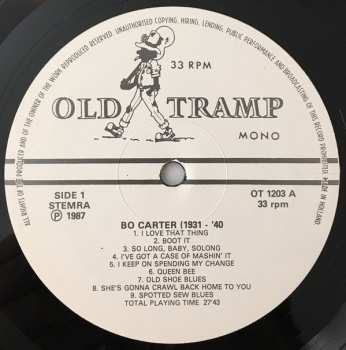 ALL RIGHTS OF THE PRODUCER AND OF THE OWNER OF THE WORK REPRODUCED RESERVED. UNAUTHORISED COPYING, HIRING, LENDING, PUBLIC PERFORMANCE AND BROADCASTING OF THIS RECORD PROHIBITED. MADE IN HOLLAND
33 RPM
OLD TRAMP
MONO
SIDE 1
STEMRA
Ⓟ 1987
OT 1203 A
33 rpm
BO CARTER (1931 - '40
1. I LOVE THAT THING
2. BOOT IT
3. SO LONG, BABY, SOLONG
4. I'VE GOT A CASE OF MASHIN' IT
5. I KEEP ON SPENDING MY CHANGE
6. QUEEN BEE
7. OLD SHOE BLUES
8. SHE'S GONNA CRAWL BACK HOME TO YOU
9. SPOTTED SEW BLUES
TOTAL PLAYING TIME 27'43